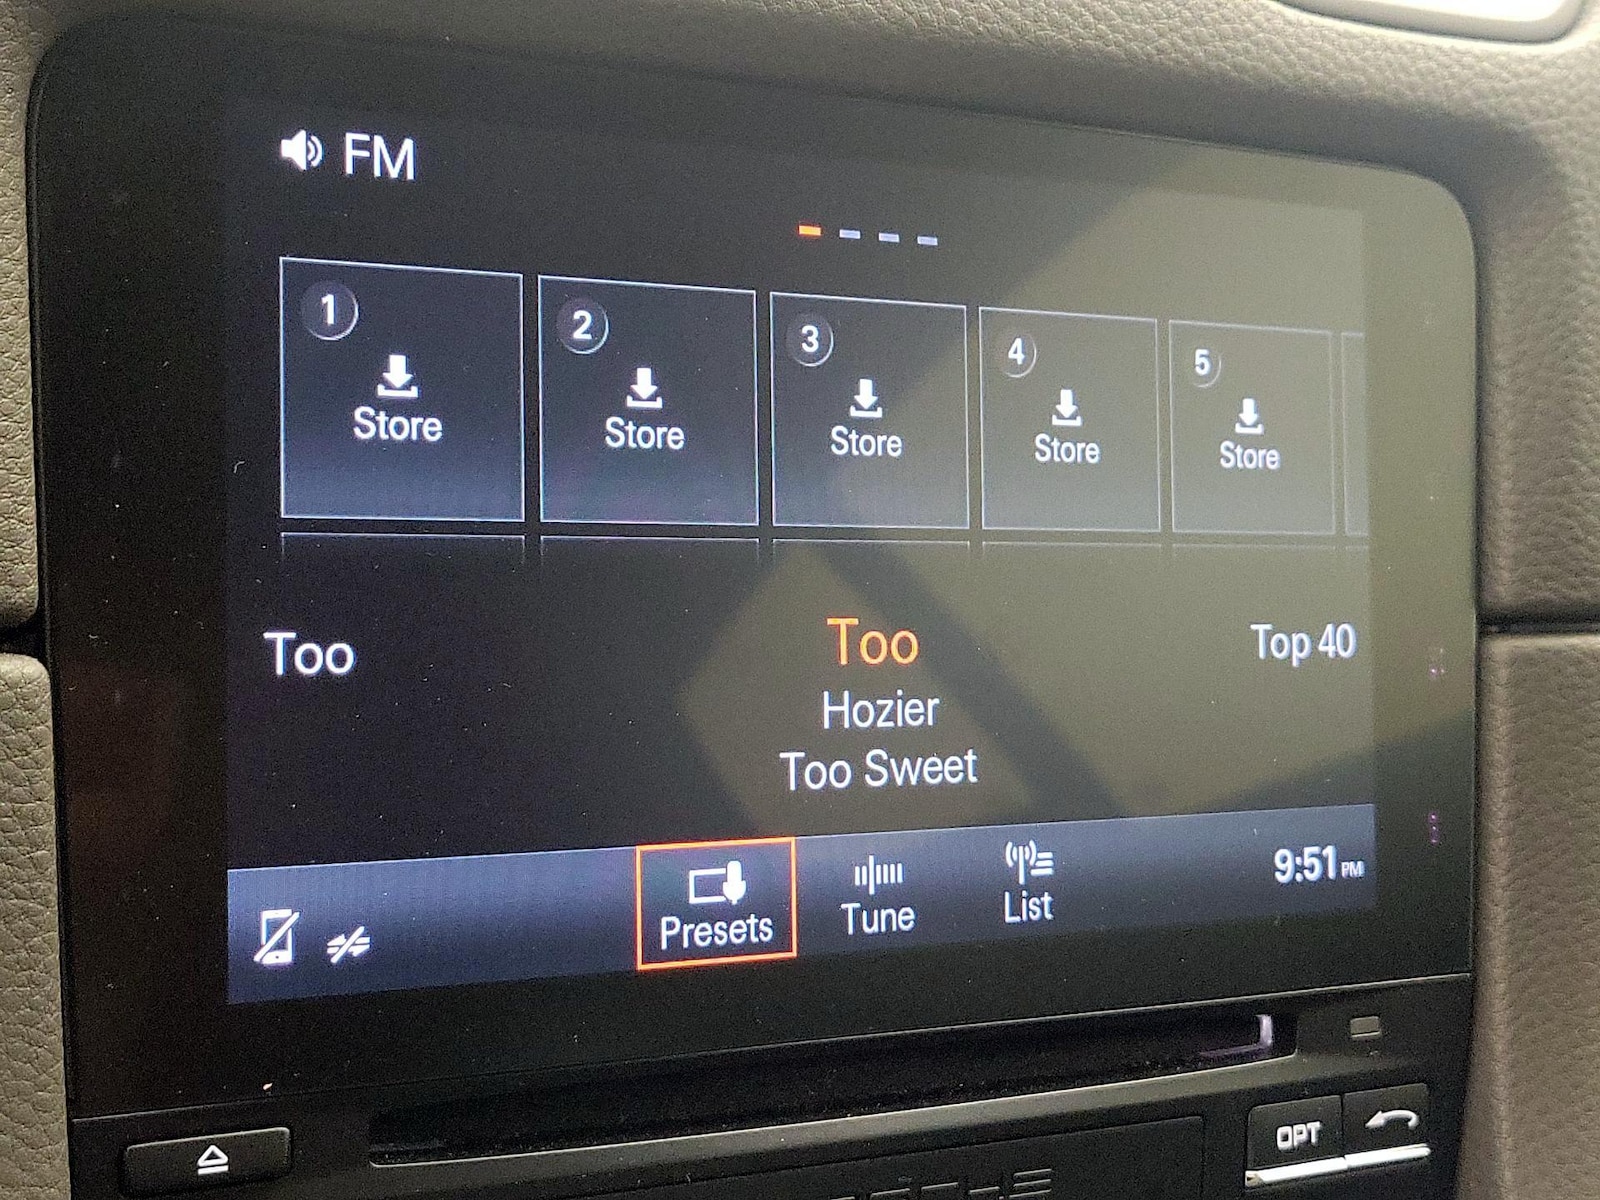 FM
1
Store
2
Store
3
Store
4
Store
5
Store
Too
Too
Top 40
Hozier
Too Sweet
Presets
Tune
List
9:51 PM
OPT